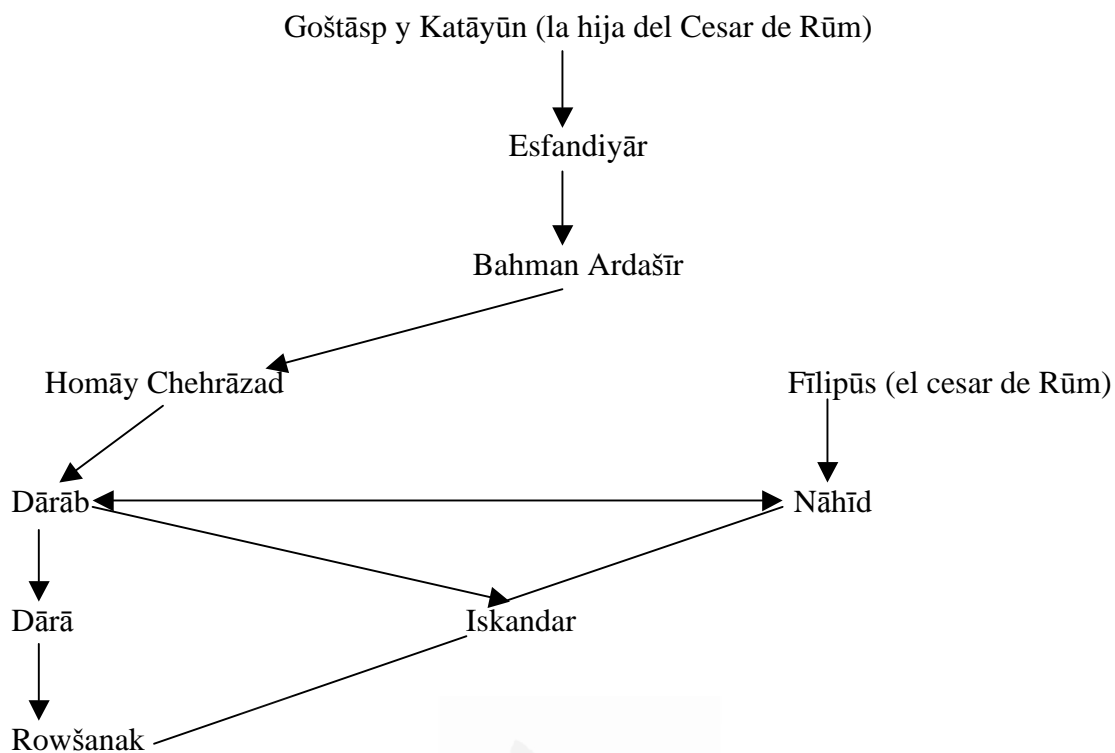 Goštāsp y Katāyūn (la hija del Cesar de Rūm)
Esfandiyār
Bahman Ardašīr
Homāy Chehrāzad
Fīlipūs (el cesar de Rūm)
Dārāb
Nāhīd
Dārā
Iskandar
Rowšanak